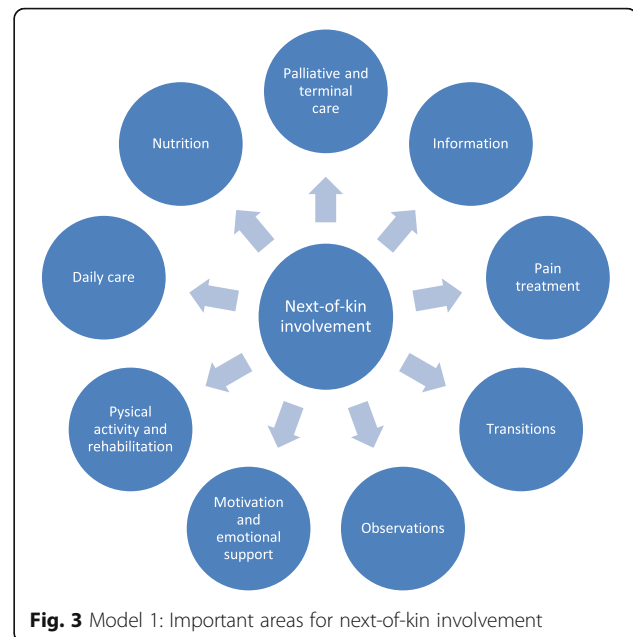 Palliative and
terminal
care
Information
Pain
treatment
Transitions
Observations
Motivation
and
emotional
support
Pysical
activity and
rehabilitation
Daily care
Nutrition
Next-of-kin
involvement
Fig. 3 Model 1: Important areas for next-of-kin involvement